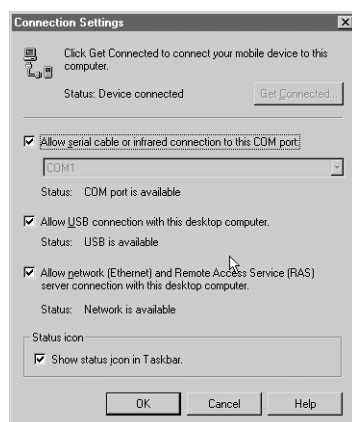 Connection Settings
Click Get Connected to connect your mobile device to this
computer.
Status: Device connected
Get Connected...
Allow serial cable or infrared connection to this COM port:
COM1
Status: COM port is available
Allow USB connection with this desktop computer.
Status: USB is available
Allow network (Ethernet) and Remote Access Service (RAS)
server connection with this desktop computer.
Status: Network is available
Status icon
Show status icon in Taskbar.
OK
Cancel
Help